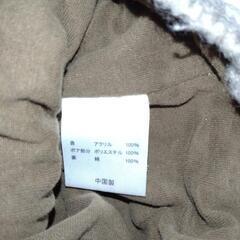 表 アクリル 100%
ボア部分 ポリエステル 100%
裏 綿 100%
中国製